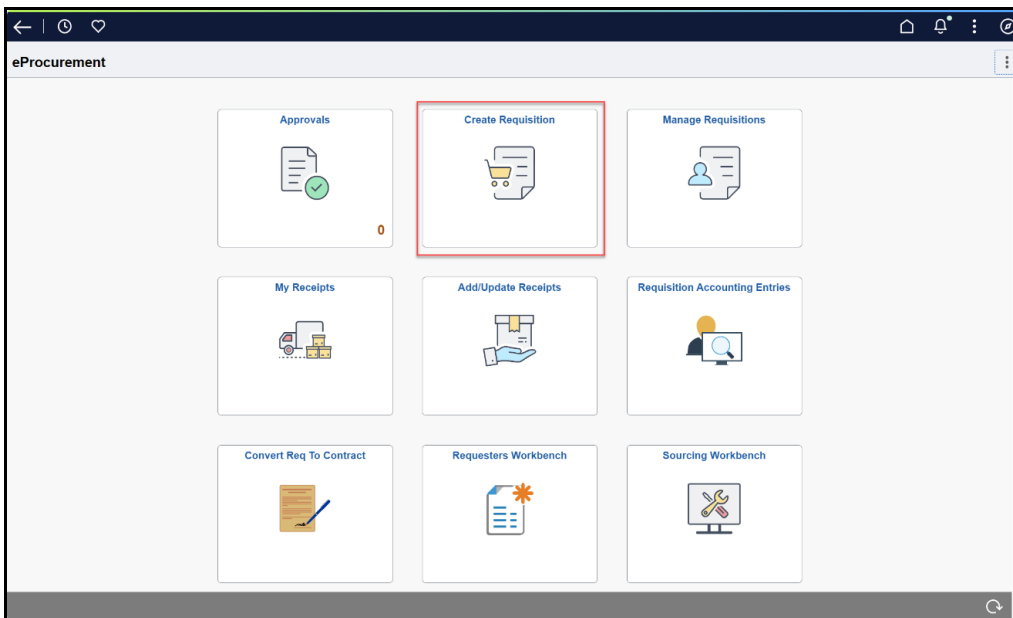 eProcurement
Approvals
Create Requisition
Manage Requisitions
0
My Receipts
Add/Update Receipts
Requisition Accounting Entries
Convert Req To Contract
Requesters Workbench
Sourcing Workbench